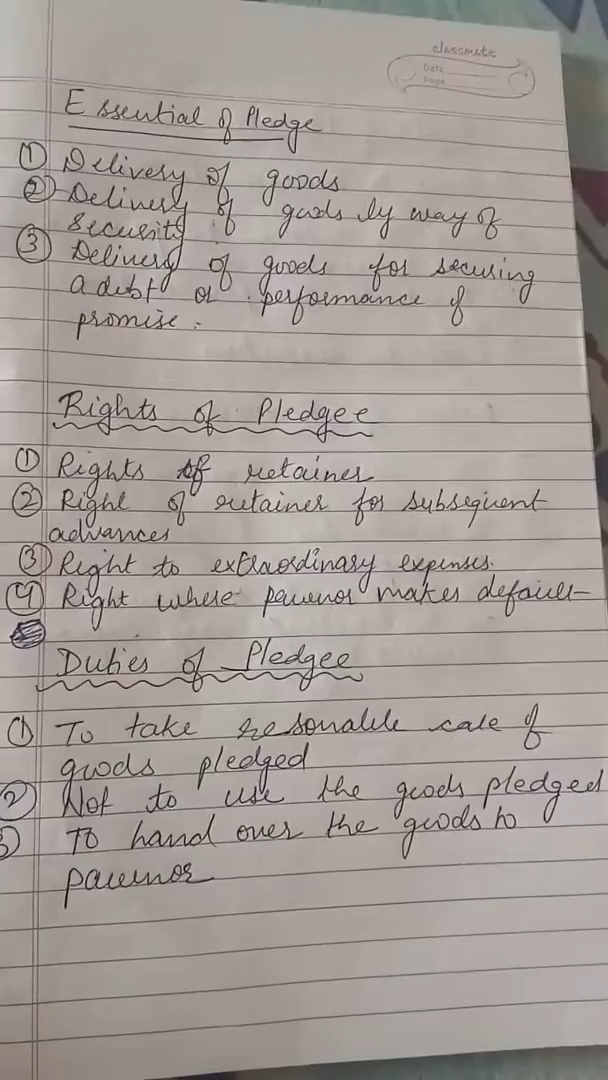 classmate
Date
Page
Essential of Pledge
① Delivery of goods
② Delivery of goods by way of
security
③ Delivery of goods for securing
a debt or performance of
promise.
Rights of Pledgee
① Rights of retainer
② Right of retainer for subsequent
advances
③ Right to extraordinary expenses.
④ Right where pawnor makes default
Duties of Pledgee
① To take resonable care of
goods pledged
② Not to use the goods pledged
③ To hand over the goods to
pawnor